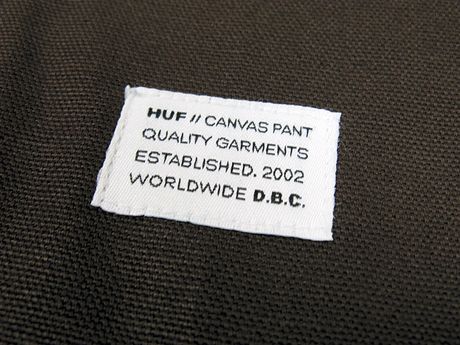 HUF // CANVAS PANT
QUALITY GARMENTS
ESTABLISHED. 2002
WORLDWIDE D.B.C.